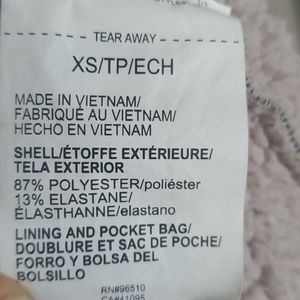 - - - - - TEAR AWAY - - - - -
XS/TP/ECH
MADE IN VIETNAM/
FABRIQUÉ AU VIETNAM/
HECHO EN VIETNAM
SHELL/ÉTOFFE EXTÉRIEURE/
TELA EXTERIOR
87% POLYESTER/poliéster
13% ELASTANE/
ÉLASTHANNE/elastano
LINING AND POCKET BAG/
DOUBLURE ET SAC DE POCHE/
FORRO Y BOLSA DEL
BOLSILLO
RN#96510
CA#41095